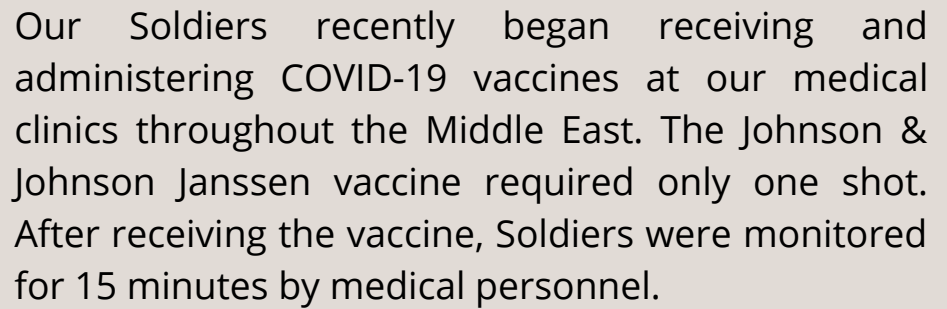 Our Soldiers recently began receiving and
administering COVID-19 vaccines at our medical
clinics throughout the Middle East. The Johnson &
Johnson Janssen vaccine required only one shot.
After receiving the vaccine, Soldiers were monitored
for 15 minutes by medical personnel.